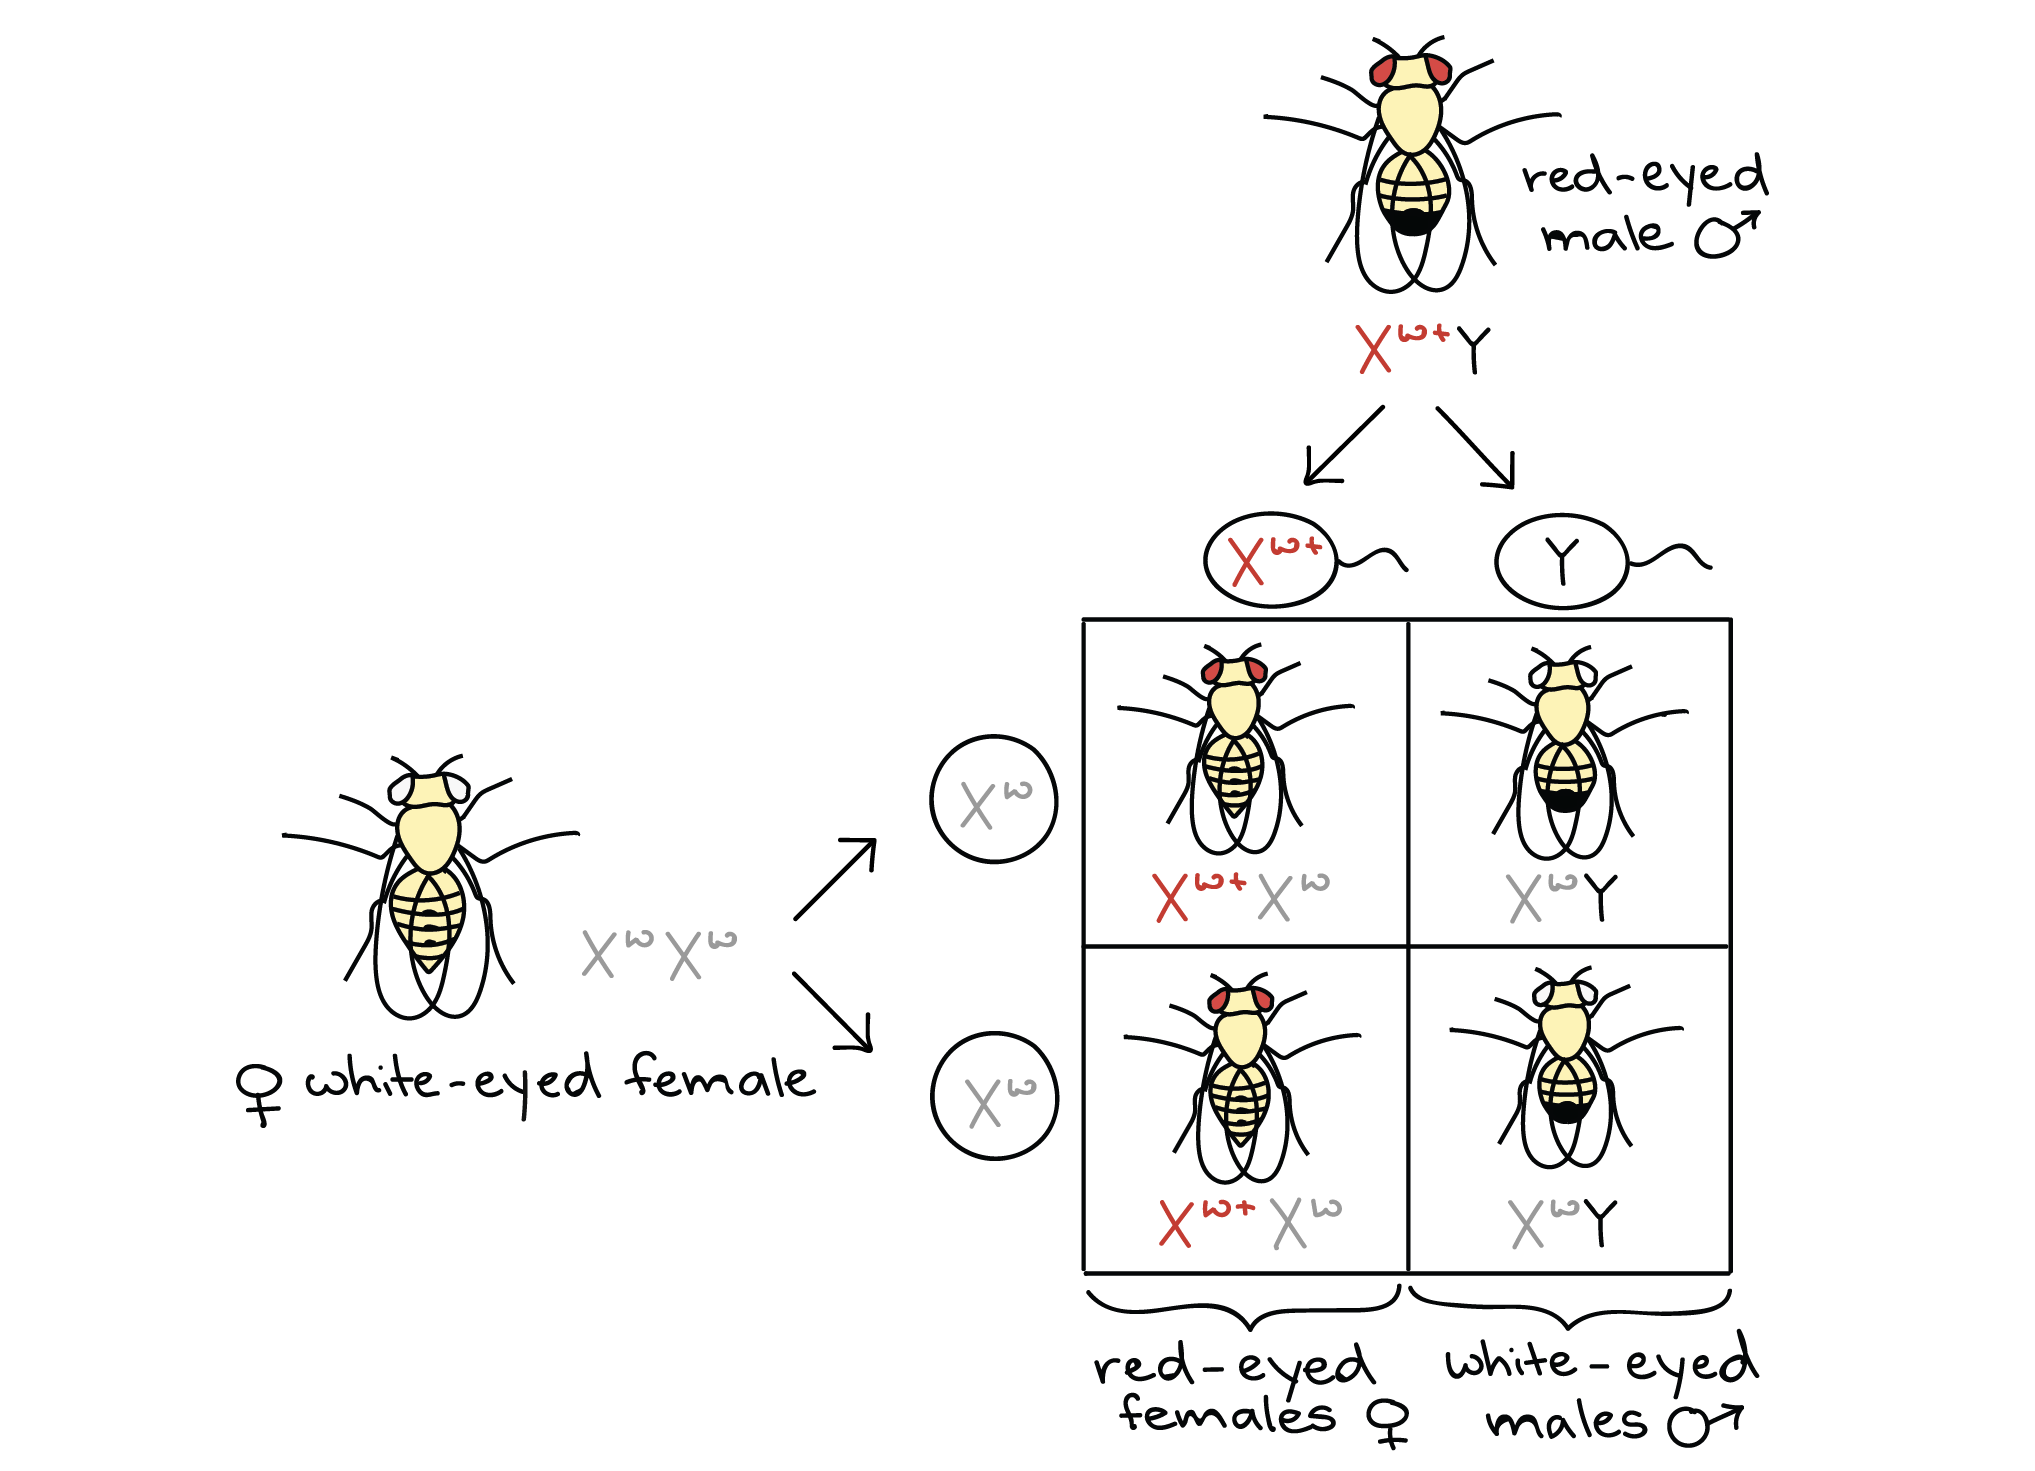 red-eyed
male ♂
Xʷ⁺Y
Xʷ⁺ Y
Xʷ
Xʷ⁺Xʷ XʷY
XʷXʷ
♀ white-eyed female
Xʷ
Xʷ⁺Xʷ XʷY
red-eyed
females ♀
white-eyed
males ♂